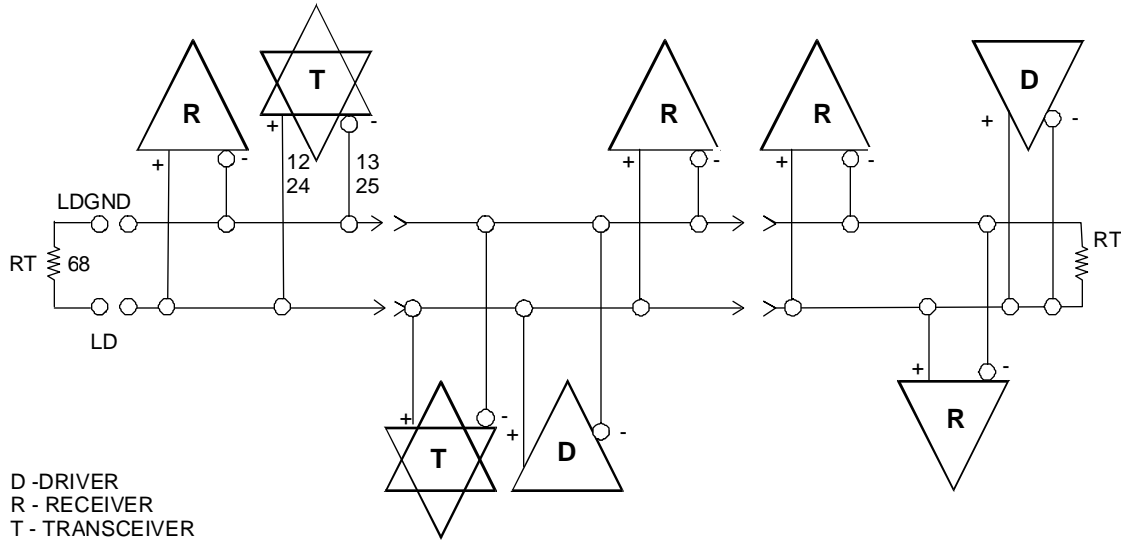 T
R
R
R
D
+ -
+ -
+ -
+ -
+ -
12 13
24 25
LDGND
RT 68
RT
LD
+ -
+ -
+ -
T
D
R
D -DRIVER
R - RECEIVER
T - TRANSCEIVER